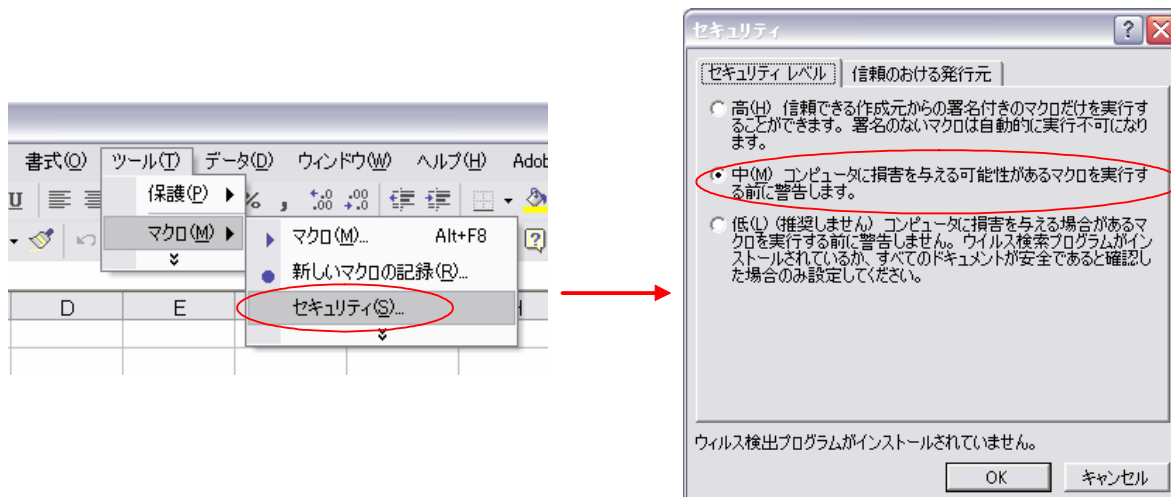 書式(O) ツール(T) データ(D) ウィンドウ(W) ヘルプ(H) Adob
U % , .0 .00 .00 .0
保護(P)
マクロ(M)
マクロ(M)... Alt+F8
新しいマクロの記録(R)...
セキュリティ(S)...
D E H
セキュリティ
セキュリティ レベル 信頼のおける発行元
高(H) 信頼できる作成元からの署名付きのマクロだけを実行す
ることができます。署名のないマクロは自動的に実行不可になり
ます。
中(M) コンピュータに損害を与える可能性があるマクロを実行す
る前に警告します。
低(L) (推奨しません) コンピュータに損害を与える場合があるマ
クロを実行する前に警告しません。ウイルス検索プログラムがイン
ストールされているか、すべてのドキュメントが安全であると確認し
た場合のみ設定してください。
ウィルス検出プログラムがインストールされていません。
OK キャンセル